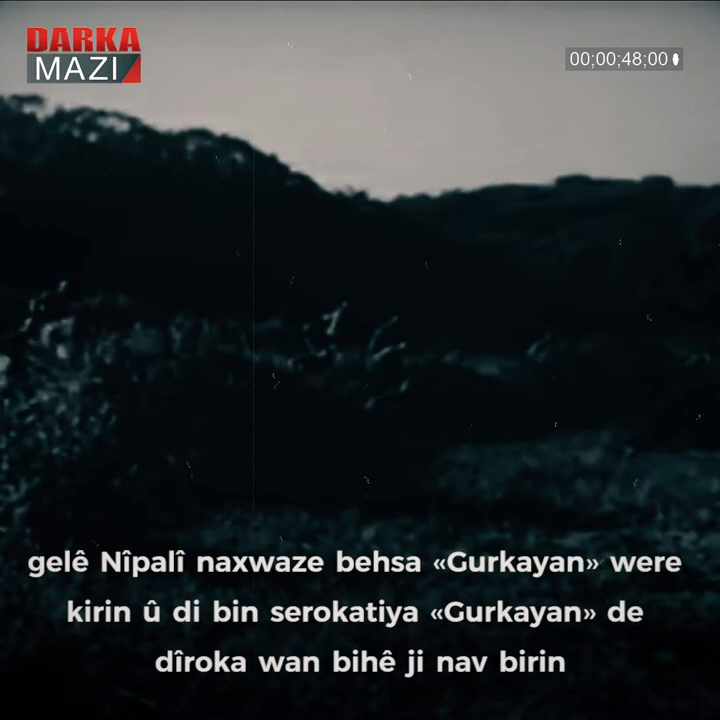 DARKA
MAZI
00;00;48;00
gelê Nîpalî naxwaze behsa «Gurkayan» were
kirin û di bin serokatiya «Gurkayan» de
dîroka wan bihê ji nav birin